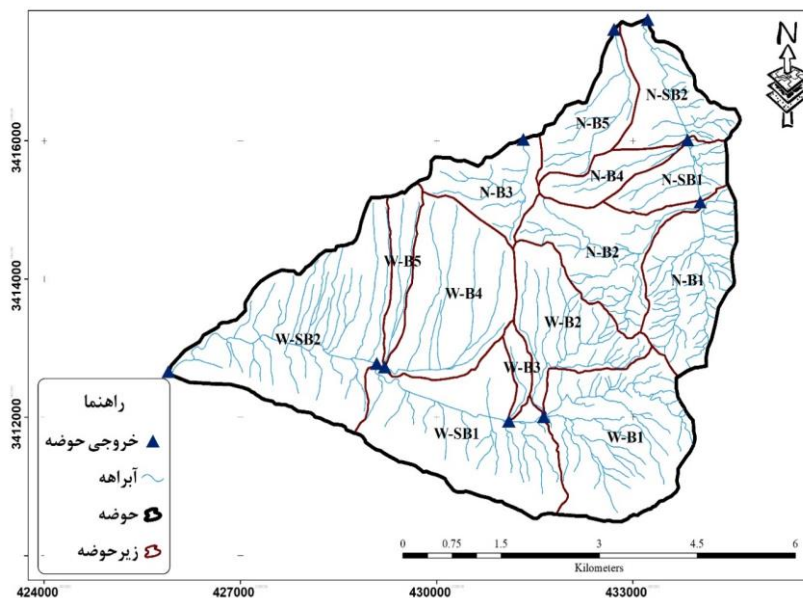 N
N-SB2
N-B5
N-B4
N-SB1
N-B3
N-B2
N-B1
W-B5
W-B4
W-B2
W-SB2
W-B3
W-SB1
W-B1
3416000
3414000
3412000
راهنما
خروجی حوضه
آبراهه
حوضه
زیرحوضه
0 0.75 1.5 3 4.5 6
Kilometers
424000 427000 430000 433000